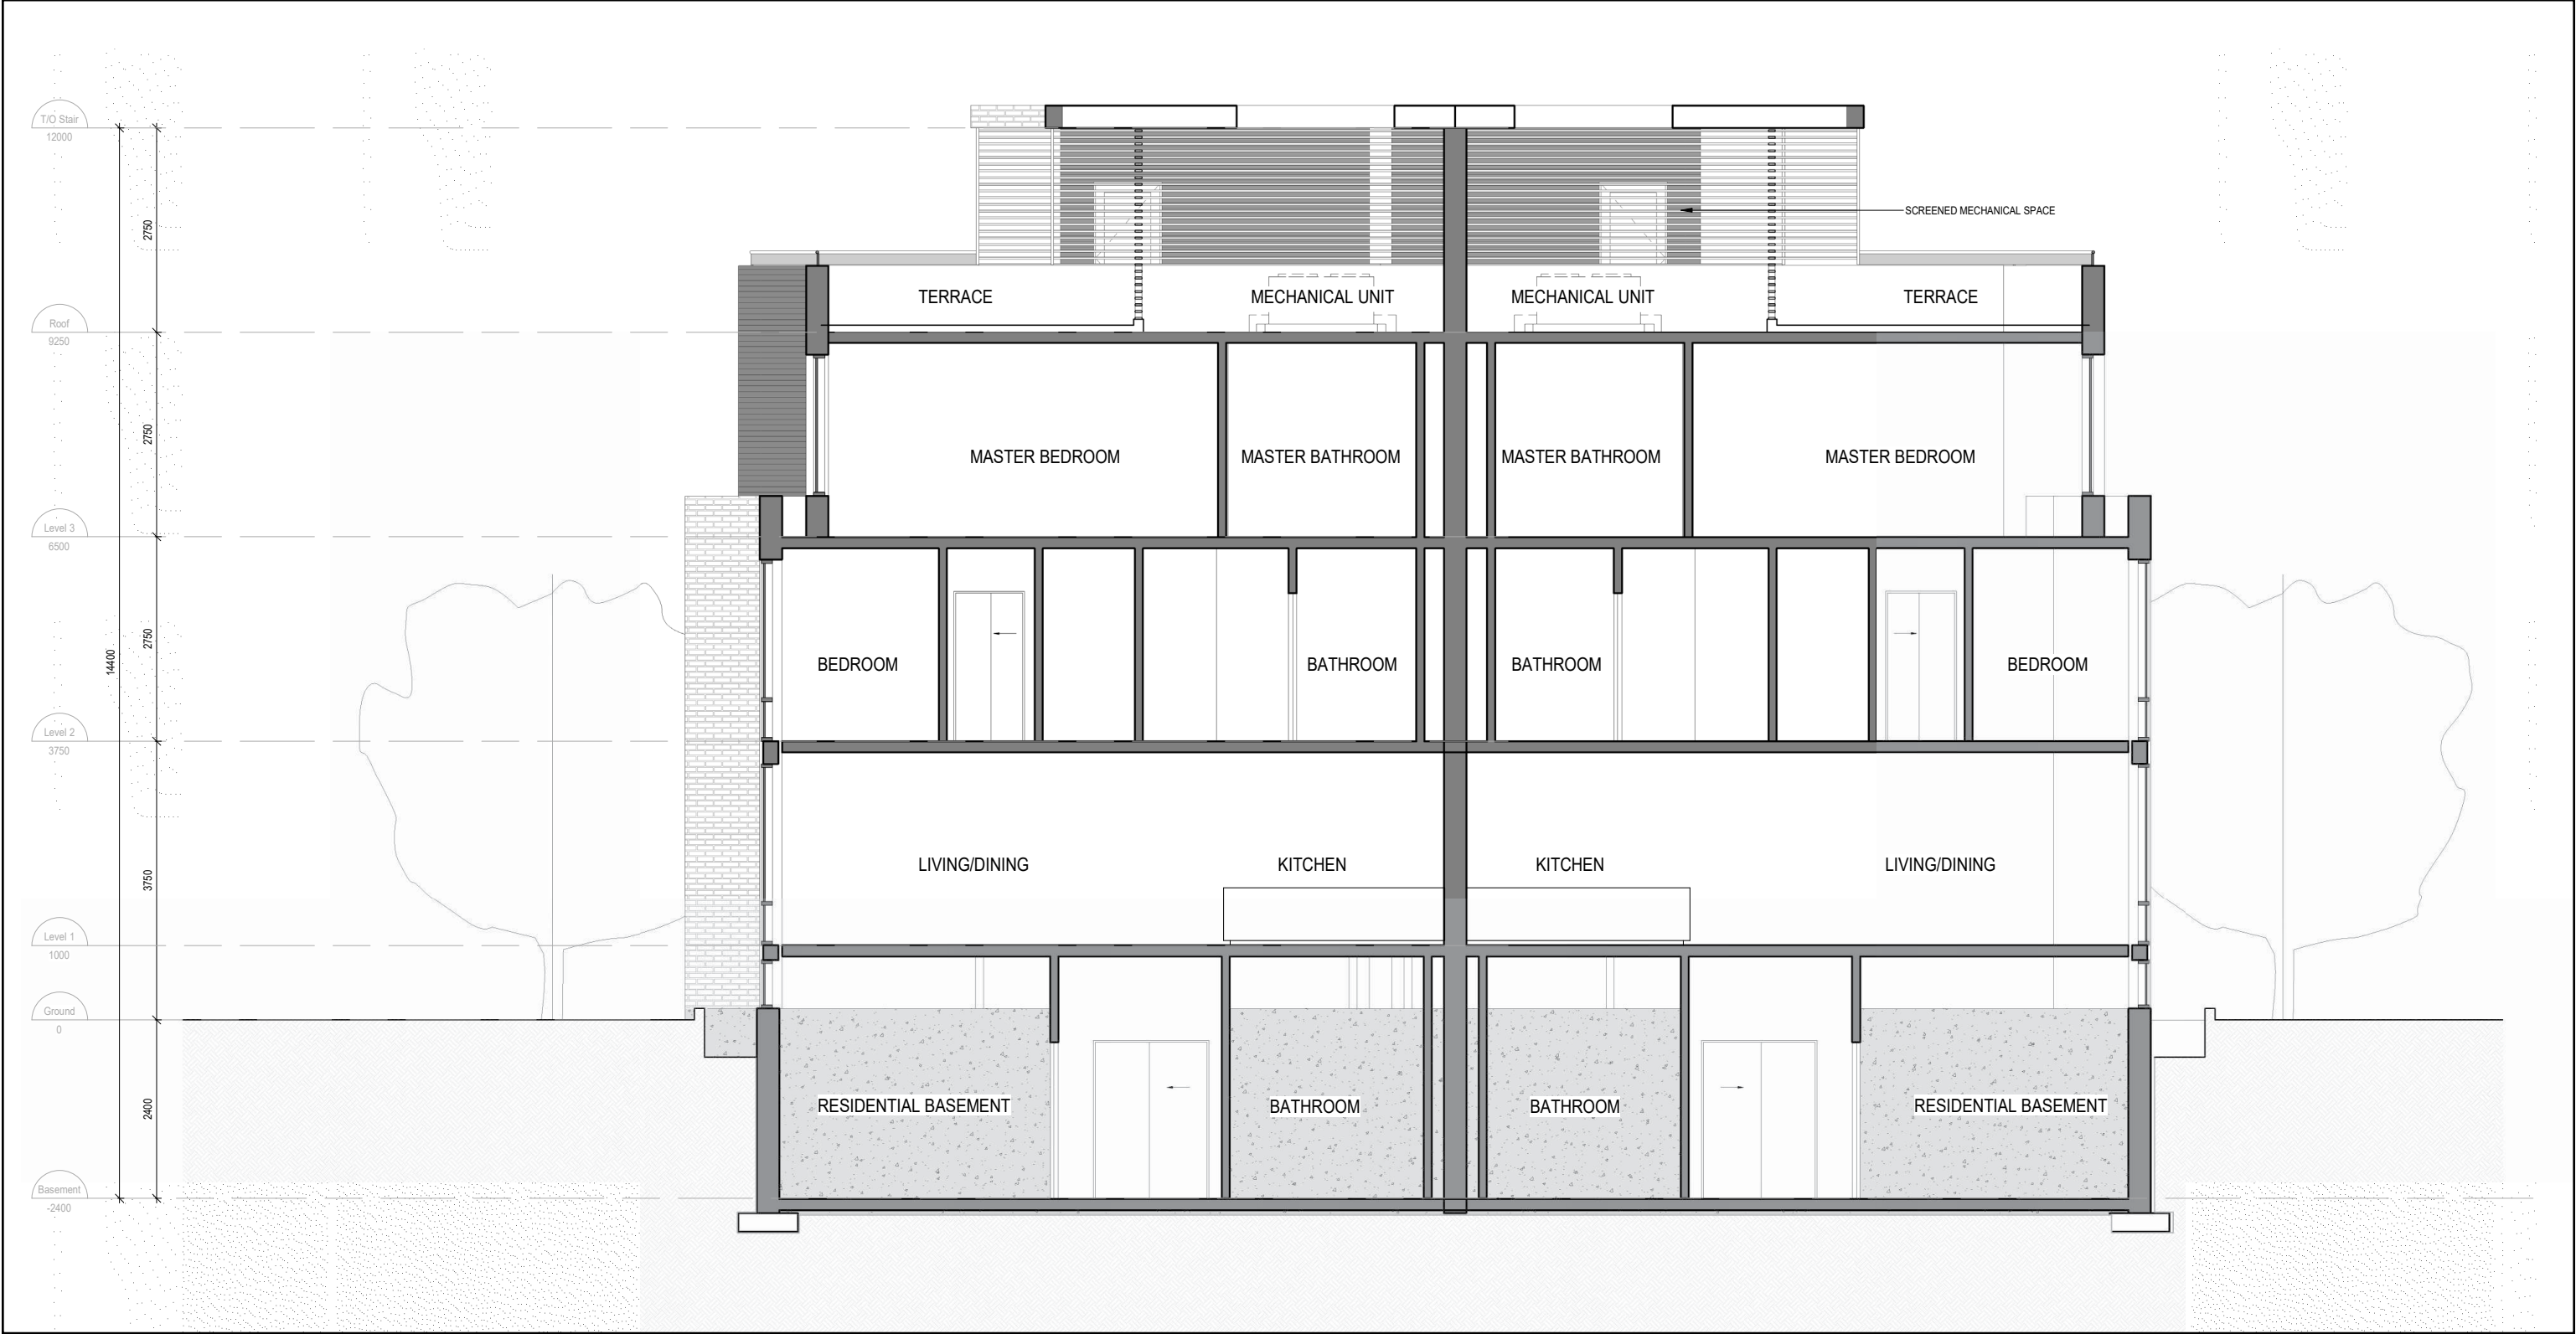 T/O Stair
12000
2750
SCREENED MECHANICAL SPACE
TERRACE
MECHANICAL UNIT
MECHANICAL UNIT
TERRACE
Roof
9250
2750
MASTER BEDROOM
MASTER BATHROOM
MASTER BATHROOM
MASTER BEDROOM
Level 3
6500
2750
14400
BEDROOM
BATHROOM
BATHROOM
BEDROOM
Level 2
3750
3750
LIVING/DINING
KITCHEN
KITCHEN
LIVING/DINING
Level 1
1000
Ground
0
2400
RESIDENTIAL BASEMENT
BATHROOM
BATHROOM
RESIDENTIAL BASEMENT
Basement
-2400